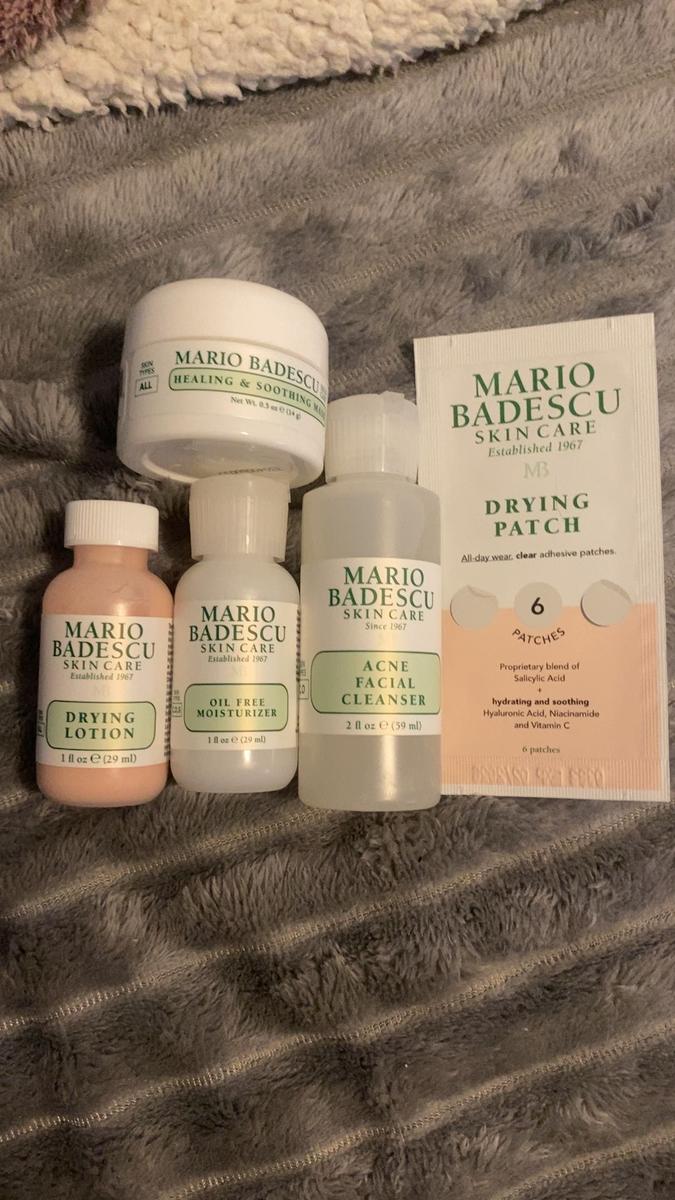 SKIN
TYPES
ALL
MARIO BADESCU
HEALING & SOOTHING
Net Wt. 0.5 oz ℮ (14 g)
MARIO
BADESCU
SKIN CARE
Established 1967
MB
DRYING
LOTION
1 fl oz ℮ (29 ml)
MARIO
BADESCU
SKIN CARE
Established 1967
MB
OIL FREE
MOISTURIZER
1 fl oz ℮ (29 ml)
MARIO
BADESCU
SKIN CARE
Since 1967
ACNE
FACIAL
CLEANSER
2 fl oz ℮ (59 ml)
MARIO
BADESCU
SKIN CARE
Established 1967
MB
DRYING
PATCH
All-day wear, clear adhesive patches.
6
PATCHES
Proprietary blend of
Salicylic Acid
+
hydrating and soothing
Hyaluronic Acid, Niacinamide
and Vitamin C
6 patches